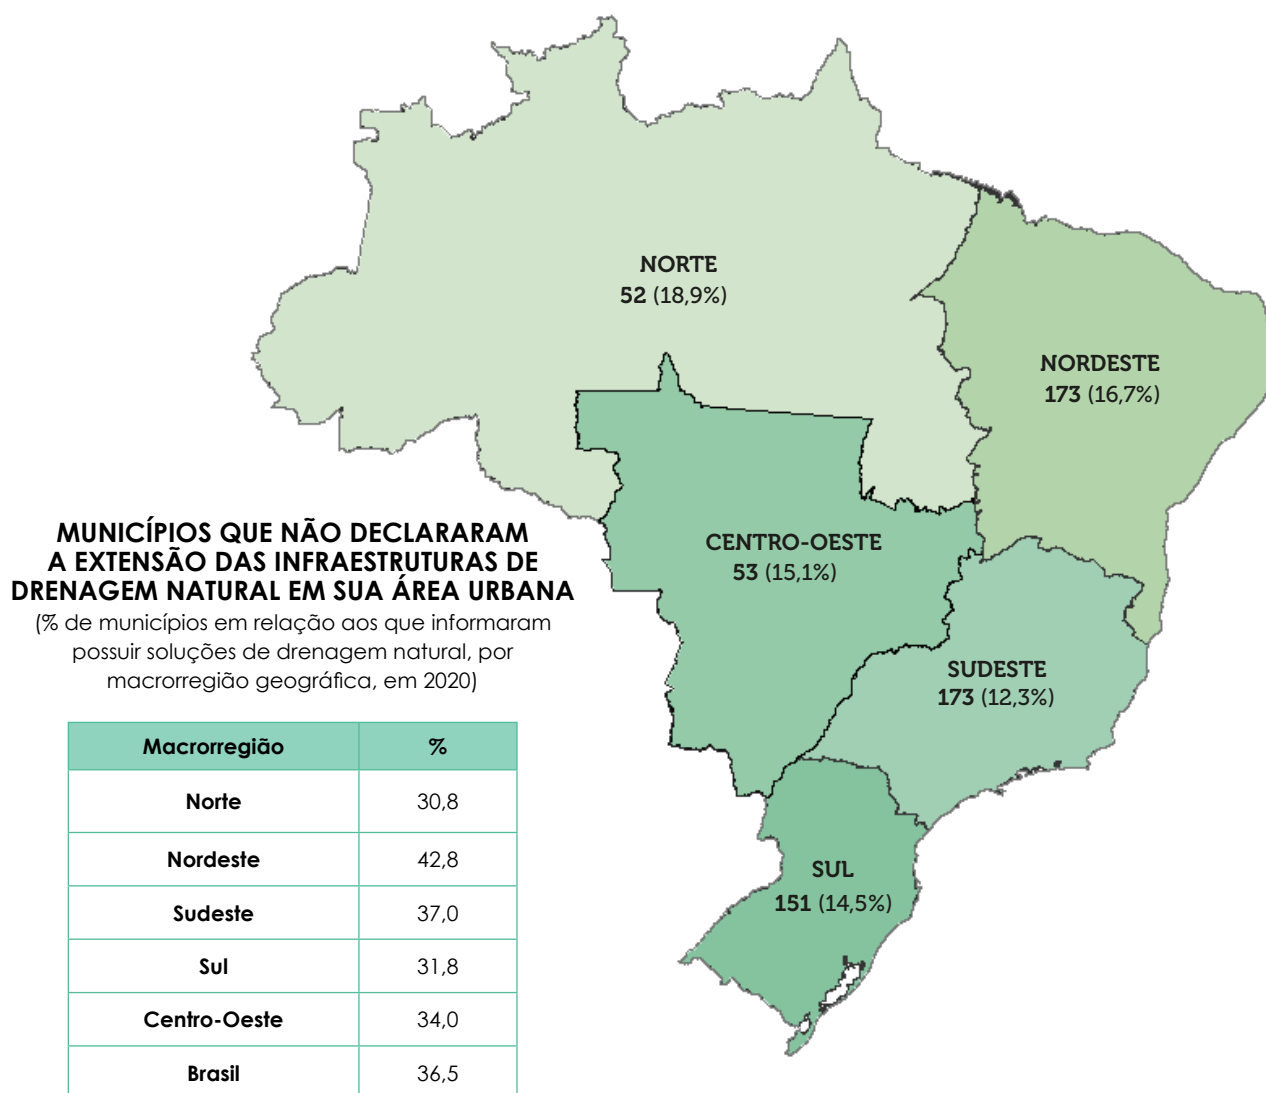 NORTE
52 (18,9%)
NORDESTE
173 (16,7%)
CENTRO-OESTE
53 (15,1%)
SUDESTE
173 (12,3%)
SUL
151 (14,5%)
MUNICÍPIOS QUE NÃO DECLARARAM
A EXTENSÃO DAS INFRAESTRUTURAS DE
DRENAGEM NATURAL EM SUA ÁREA URBANA
(% de municípios em relação aos que informaram
possuir soluções de drenagem natural, por
macrorregião geográfica, em 2020)
Macrorregião %
Norte 30,8
Nordeste 42,8
Sudeste 37,0
Sul 31,8
Centro-Oeste 34,0
Brasil 36,5